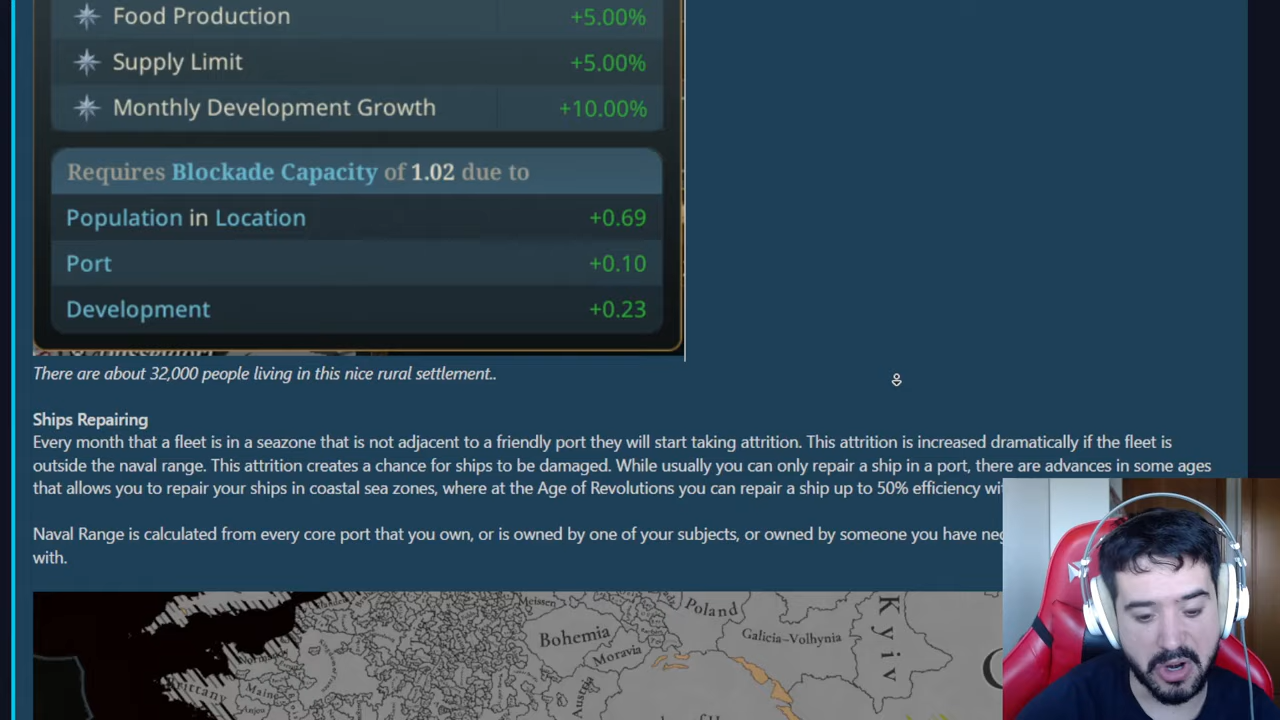 Food Production +5.00%
Supply Limit +5.00%
Monthly Development Growth +10.00%
Requires Blockade Capacity of 1.02 due to
Population in Location +0.69
Port +0.10
Development +0.23
There are about 32,000 people living in this nice rural settlement..
Ships Repairing
Every month that a fleet is in a seazone that is not adjacent to a friendly port they will start taking attrition. This attrition is increased dramatically if the fleet is
outside the naval range. This attrition creates a chance for ships to be damaged. While usually you can only repair a ship in a port, there are advances in some ages
that allows you to repair your ships in coastal sea zones, where at the Age of Revolutions you can repair a ship up to 50% efficiency
Naval Range is calculated from every core port that you own, or is owned by one of your subjects, or owned by someone you have
with.
Meissen
Poland
Bohemia
Galicia-Volhynia
Kyiv
Moravia
Maine
Anjou
Austria